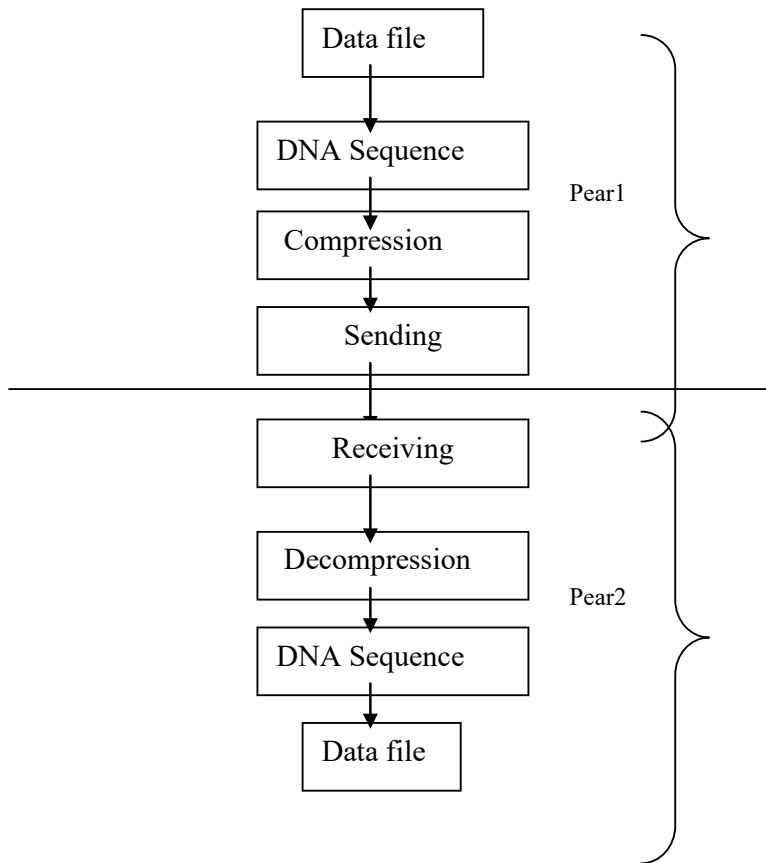 Data file
DNA Sequence
Pear1
Compression
Sending
Receiving
Decompression
Pear2
DNA Sequence
Data file